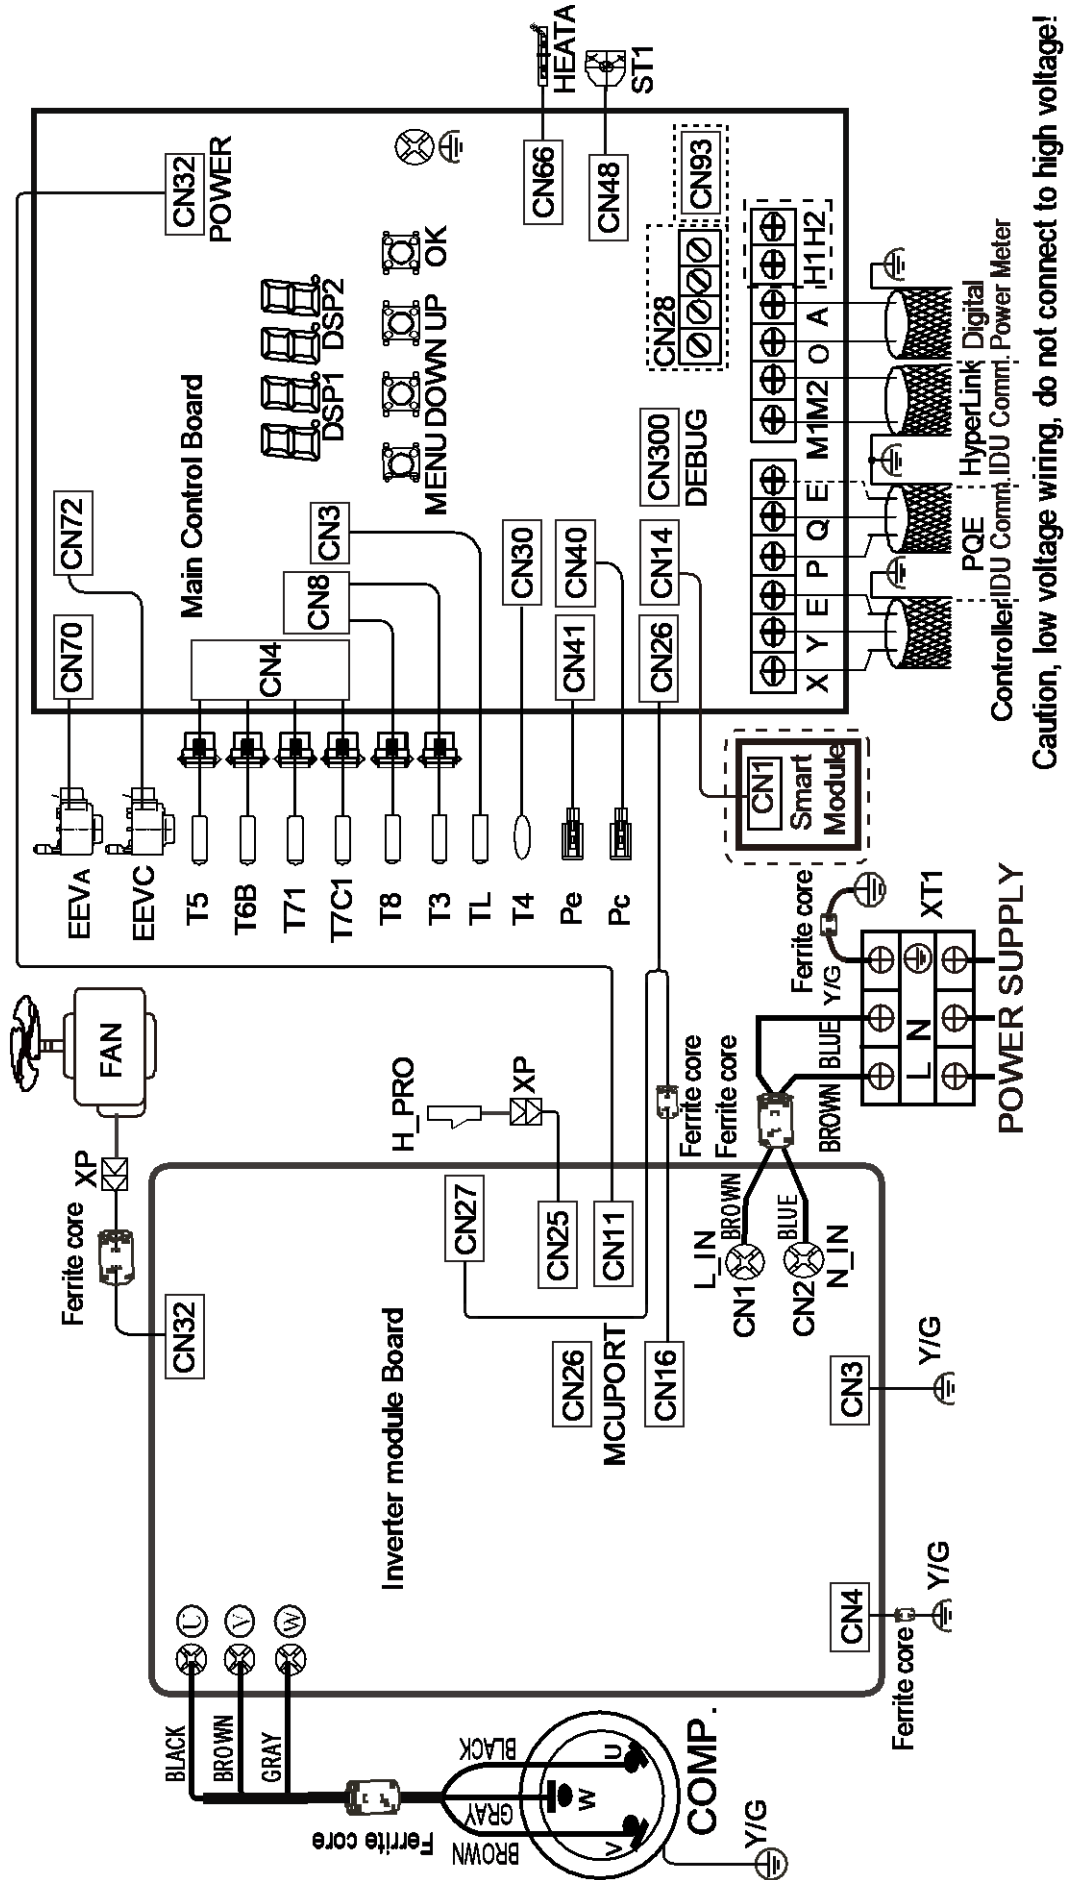 COMP.
Y/G
BLACK
BROWN
GRAY
Ferrite core
BROWN
GRAY
BLACK
U
V
W
U
V
W
Inverter module Board
CN32
Ferrite core
XP
FAN
CN27
CN25
CN11
CN26
MCUPORT
CN16
H_PRO
XP
Ferrite core
Ferrite core
L_IN
CN1
BROWN
CN2
BLUE
N_IN
BROWN
BLUE
Y/G
Ferrite core
L
N
XT1
POWER SUPPLY
CN4
Ferrite core
Y/G
CN3
Y/G
EEVA
EEVC
T5
T6B
T71
T7C1
T8
T3
TL
T4
Pe
Pc
CN1
Smart
Module
Main Control Board
CN70
CN72
CN4
CN8
CN3
CN30
CN41
CN40
CN26
CN14
CN300
DEBUG
CN32
POWER
DSP1
DSP2
MENU
DOWN
UP
OK
CN28
CN93
CN66
HEATA
CN48
ST1
X Y E P Q E
M1M2 O A H1H2
Controller
PQE
IDU Comm.
HyperLink
IDU Comm.
Digital
Power Meter
Caution, low voltage wiring, do not connect to high voltage!